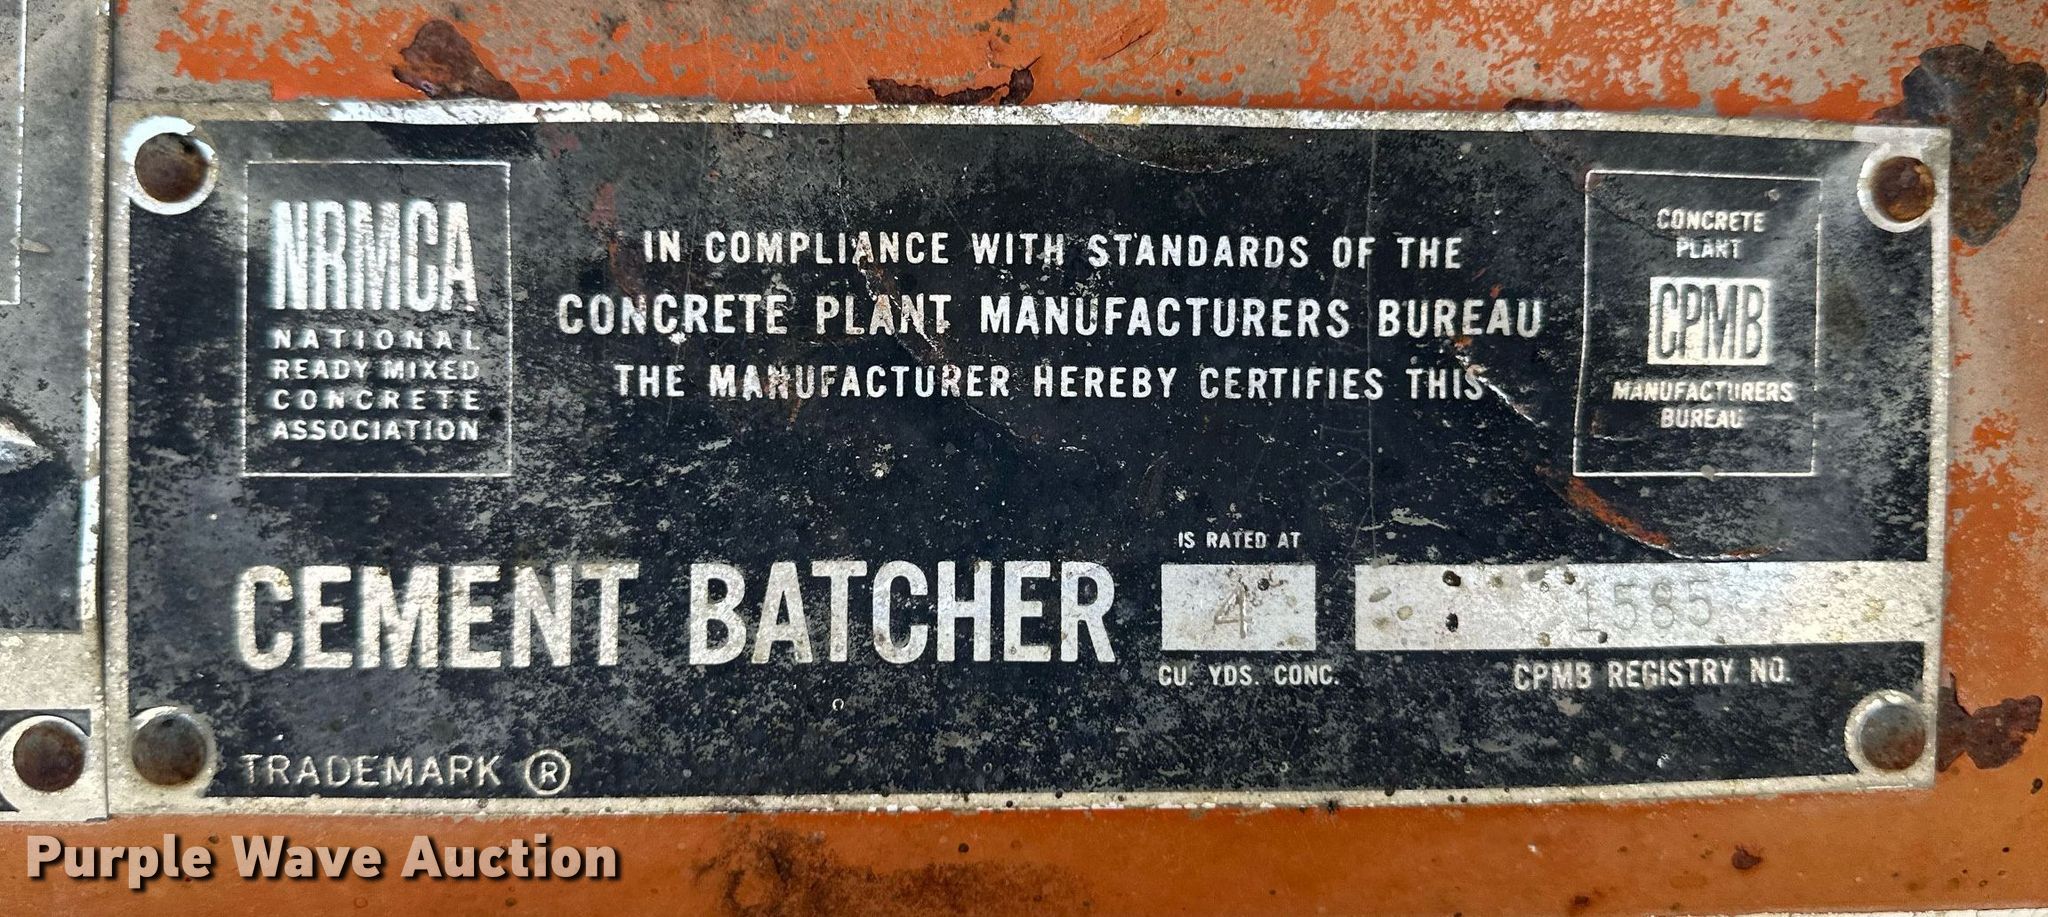 NRMCA
NATIONAL
READY MIXED
CONCRETE
ASSOCIATION
IN COMPLIANCE WITH STANDARDS OF THE
CONCRETE PLANT MANUFACTURERS BUREAU
THE MANUFACTURER HEREBY CERTIFIES THIS
CONCRETE
PLANT
CPMB
MANUFACTURERS
BUREAU
CEMENT BATCHER
IS RATED AT
4
CU. YDS. CONC.
1585
CPMB REGISTRY NO.
TRADEMARK ®
Purple Wave Auction